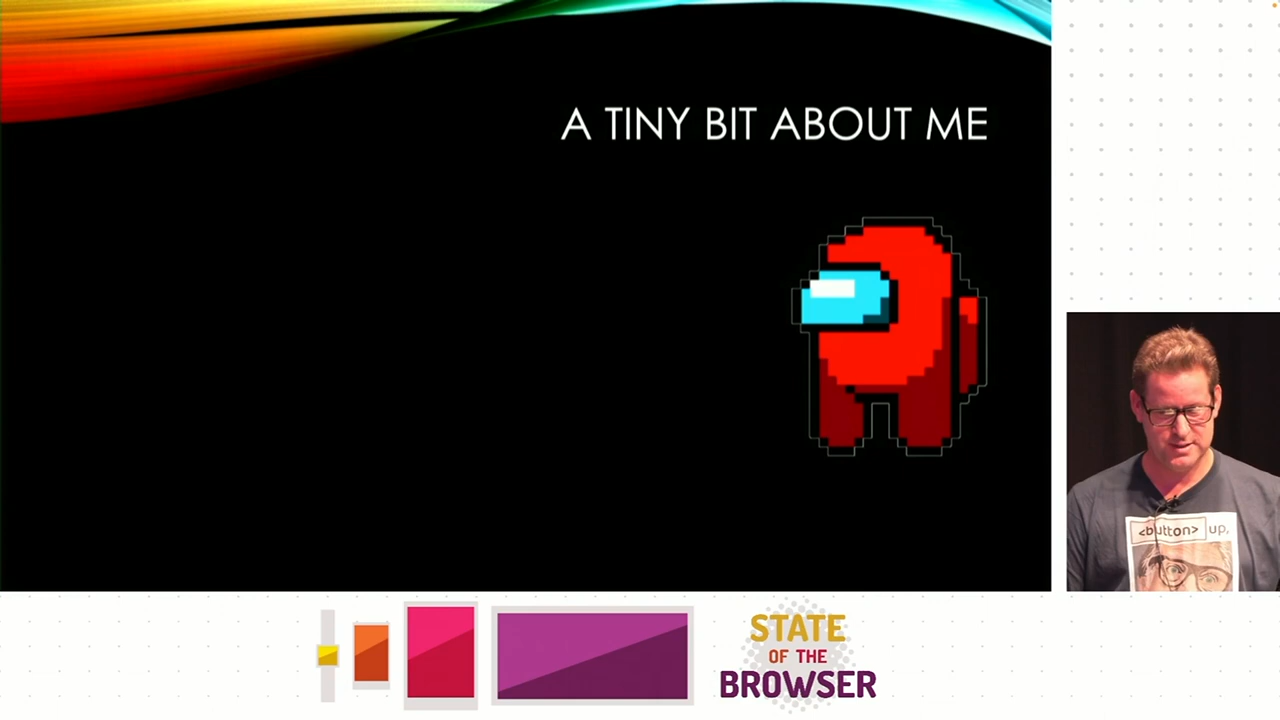 A TINY BIT ABOUT ME
<button> up,
STATE
OF THE
BROWSER